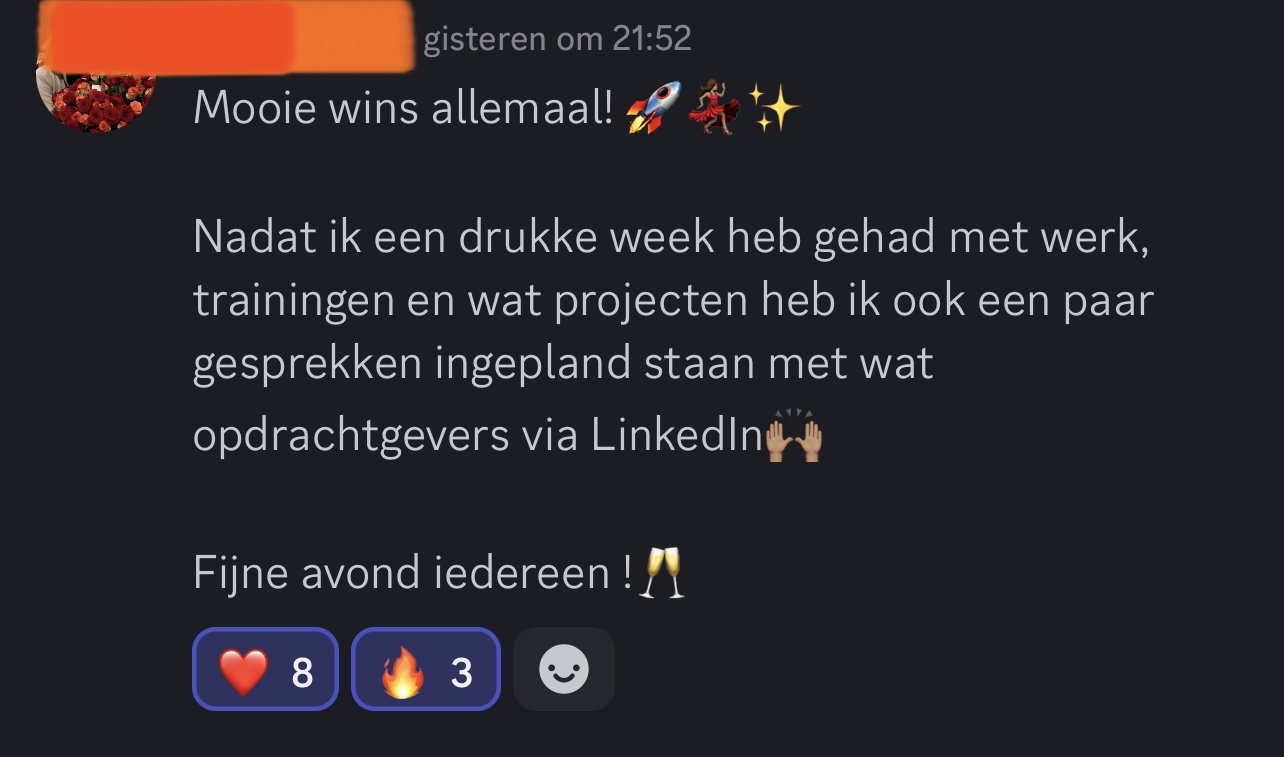 gisteren om 21:52
Mooie wins allemaal! 🚀💃🏽✨
Nadat ik een drukke week heb gehad met werk,
trainingen en wat projecten heb ik ook een paar
gesprekken ingepland staan met wat
opdrachtgevers via LinkedIn🙌🏽
Fijne avond iedereen !🥂
❤️ 8 🔥 3